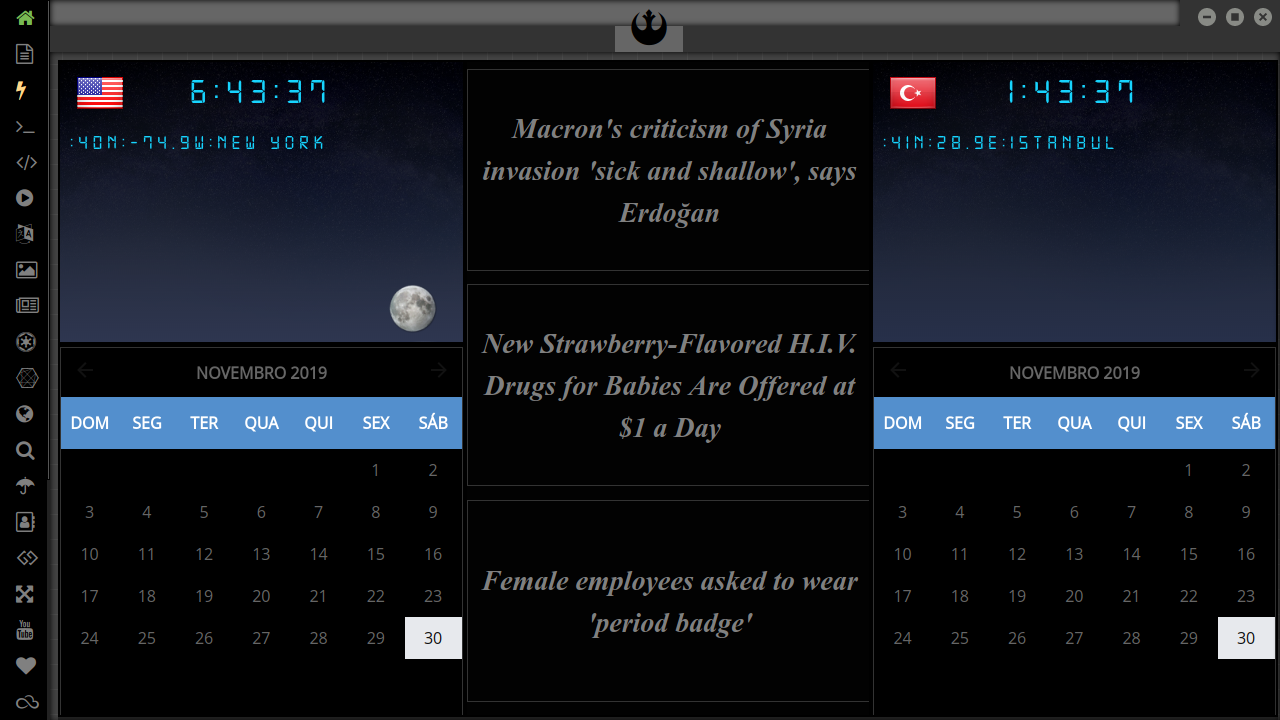 6:43:37
:40N:-74.9W:NEW YORK
Macron's criticism of Syria
invasion 'sick and shallow', says
Erdoğan
1:43:37
:41N:28.9E:ISTANBUL
New Strawberry-Flavored H.I.V.
Drugs for Babies Are Offered at
$1 a Day
Female employees asked to wear
'period badge'
NOVEMBRO 2019
DOM SEG TER QUA QUI SEX SÁB
1 2
3 4 5 6 7 8 9
10 11 12 13 14 15 16
17 18 19 20 21 22 23
24 25 26 27 28 29 30
NOVEMBRO 2019
DOM SEG TER QUA QUI SEX SÁB
1 2
3 4 5 6 7 8 9
10 11 12 13 14 15 16
17 18 19 20 21 22 23
24 25 26 27 28 29 30
You
Tube